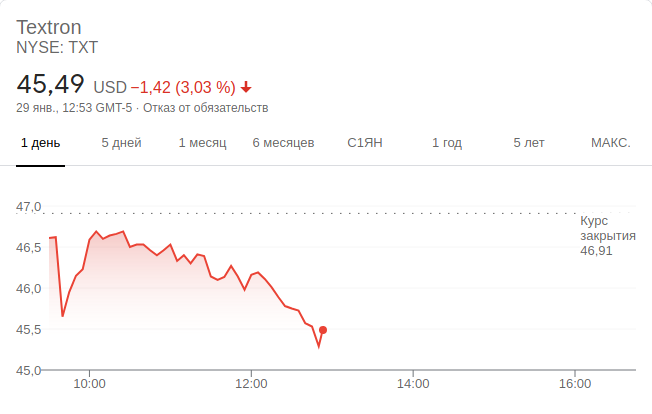 Textron
NYSE: TXT
45,49 USD −1,42 (3,03 %)
29 янв., 12:53 GMT-5 · Отказ от обязательств
1 день 5 дней 1 месяц 6 месяцев С1ЯН 1 год 5 лет МАКС.
47,0
Курс
закрытия
46,91
46,5
46,0
45,5
45,0
10:00 12:00 14:00 16:00